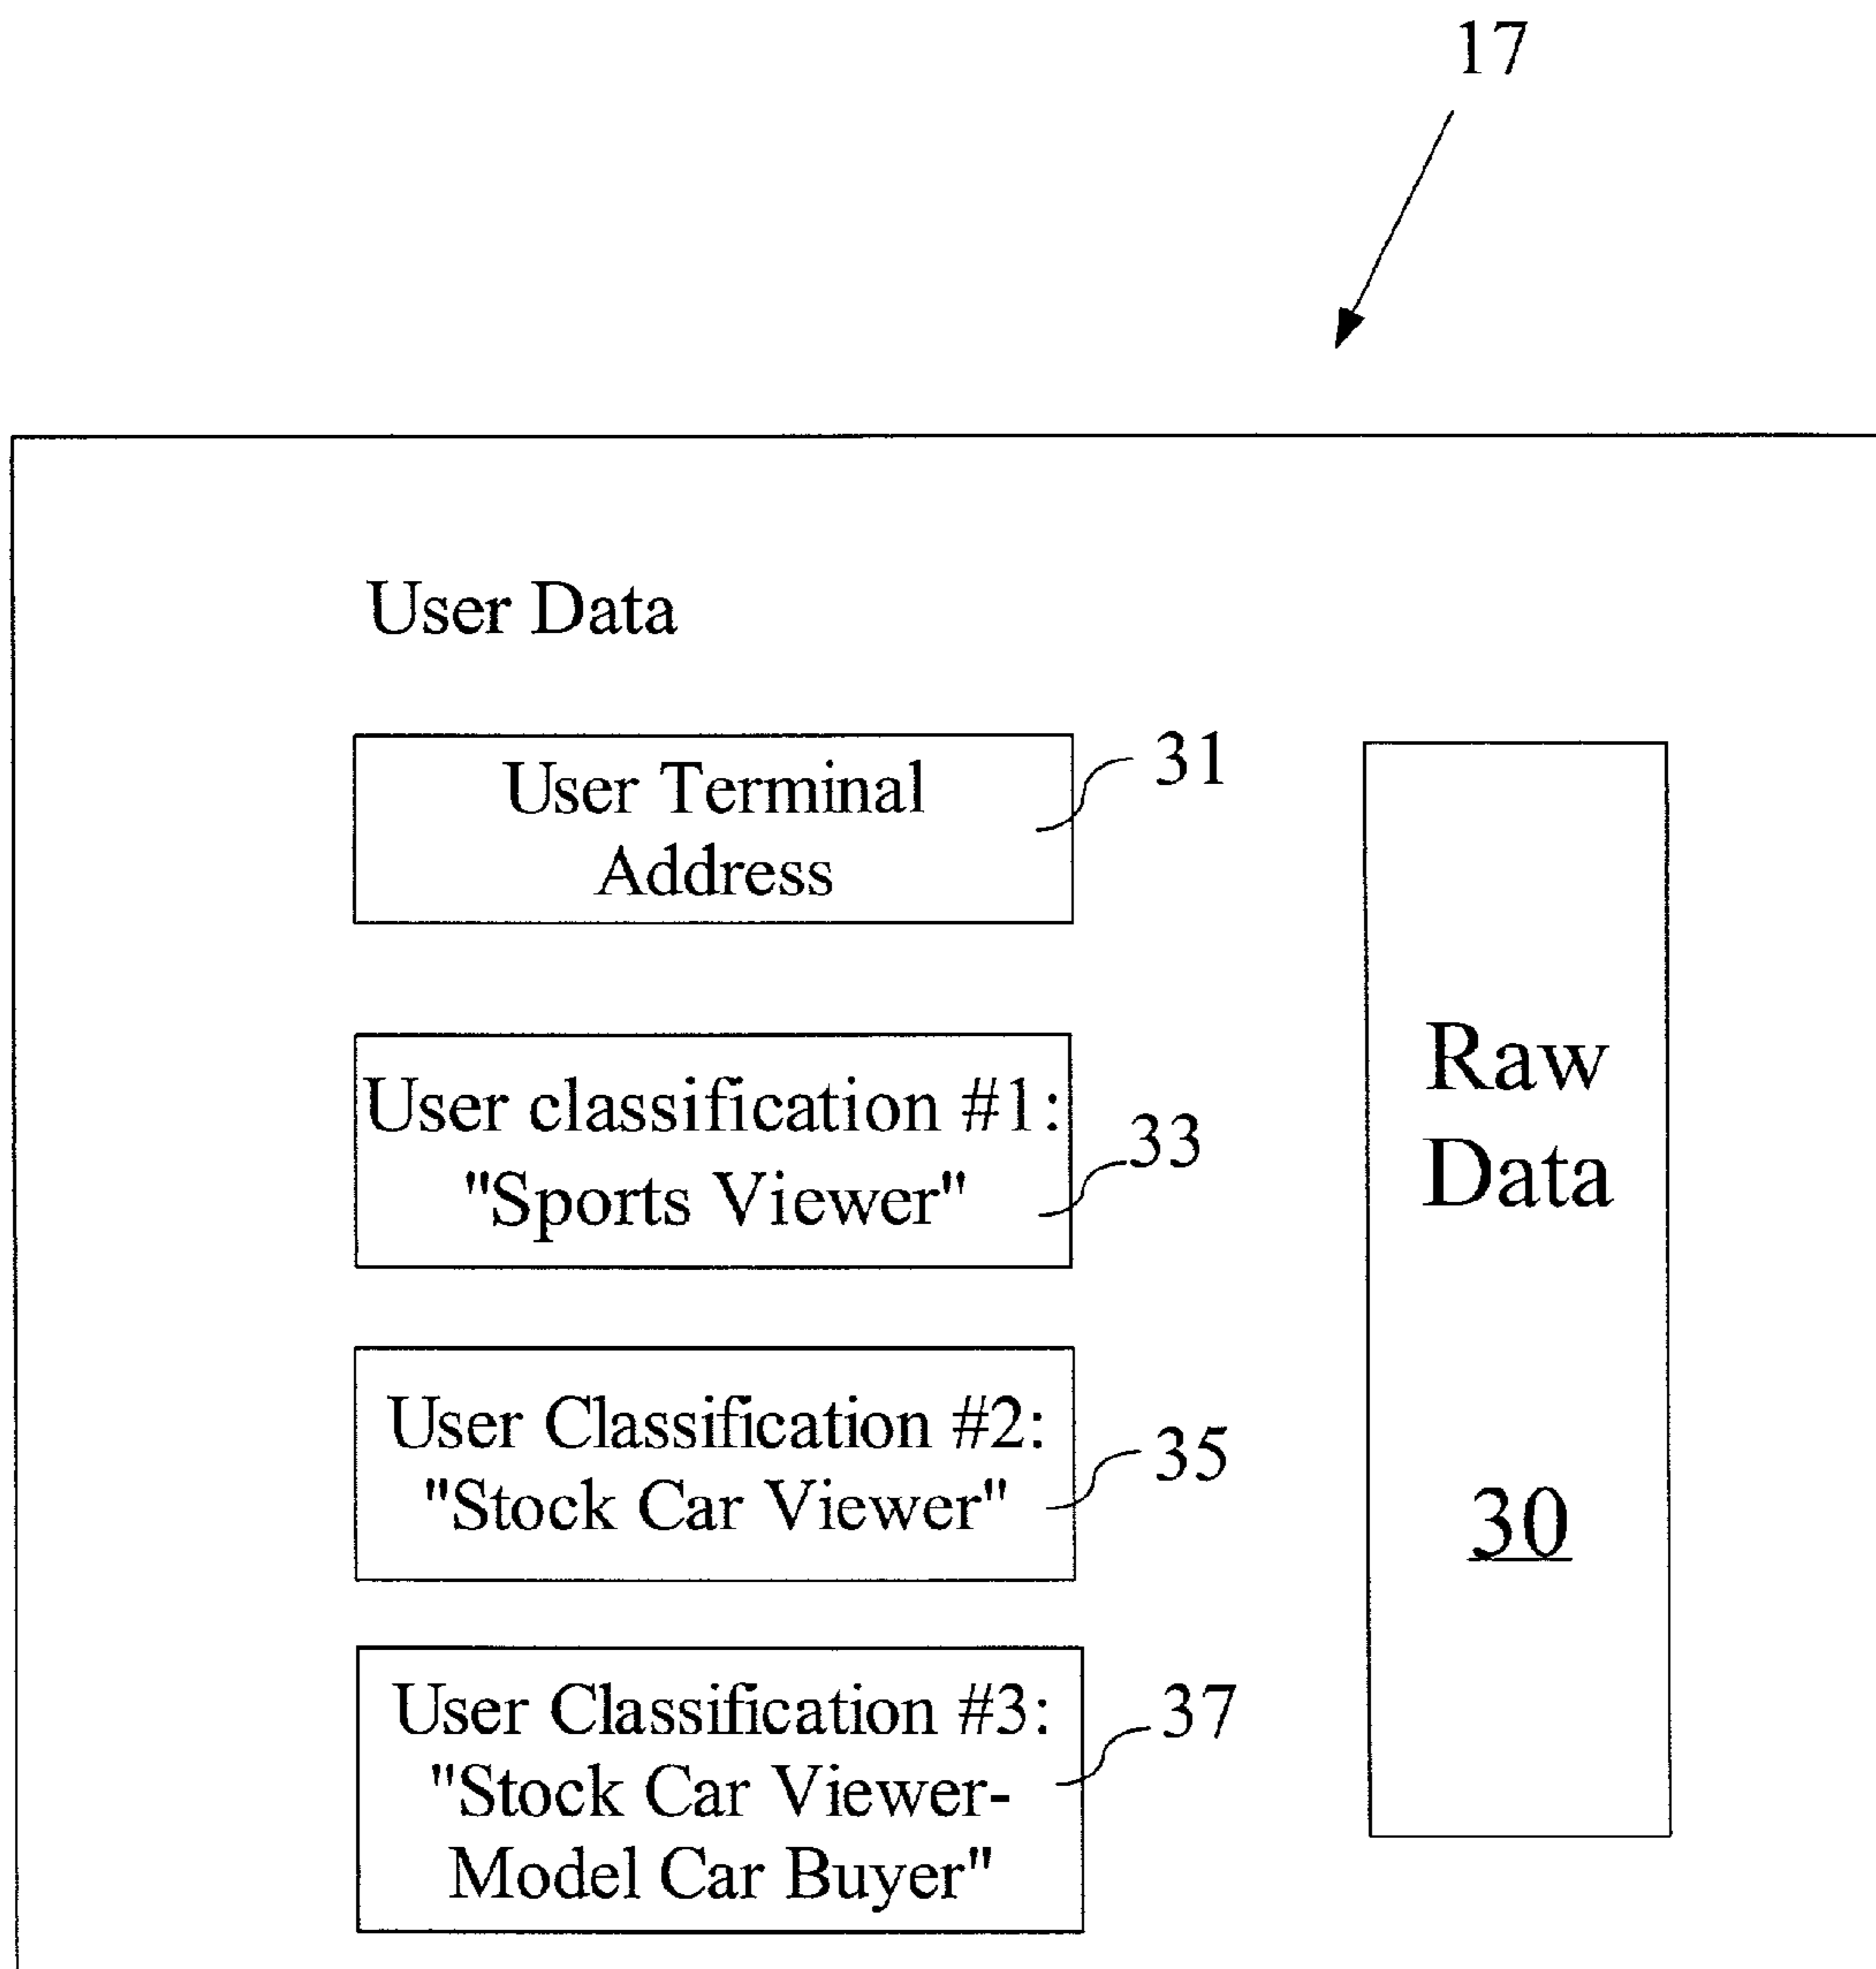 17
User Data
User Terminal
Address
31
User classification #1:
"Sports Viewer"
33
User Classification #2:
"Stock Car Viewer"
35
User Classification #3:
"Stock Car Viewer-
Model Car Buyer"
37
Raw
Data
30